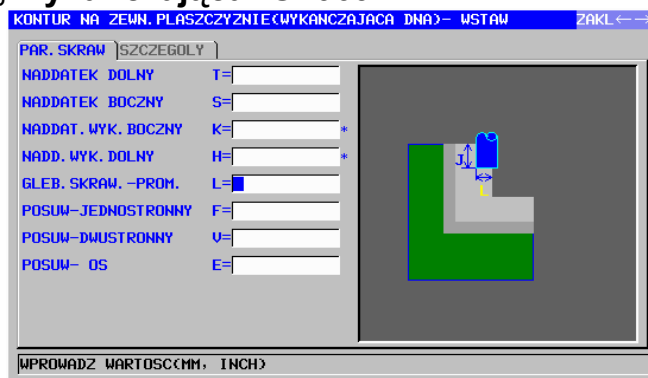 KONTUR NA ZEWN.PLASZCZYZNIE(WYKANCZAJACA DNA)- WSTAW ZAKL←→
PAR.SKRAW SZCZEGOLY
NADDATEK DOLNY T=
NADDATEK BOCZNY S=
NADDAT.WYK.BOCZNY K= *
NADD.WYK.DOLNY H= *
GLEB.SKRAW.-PROM. L=
POSUW-JEDNOSTRONNY F=
POSUW-DWUSTRONNY V=
POSUW- OS E=
J
L
WPROWADZ WARTOSC(MM, INCH)